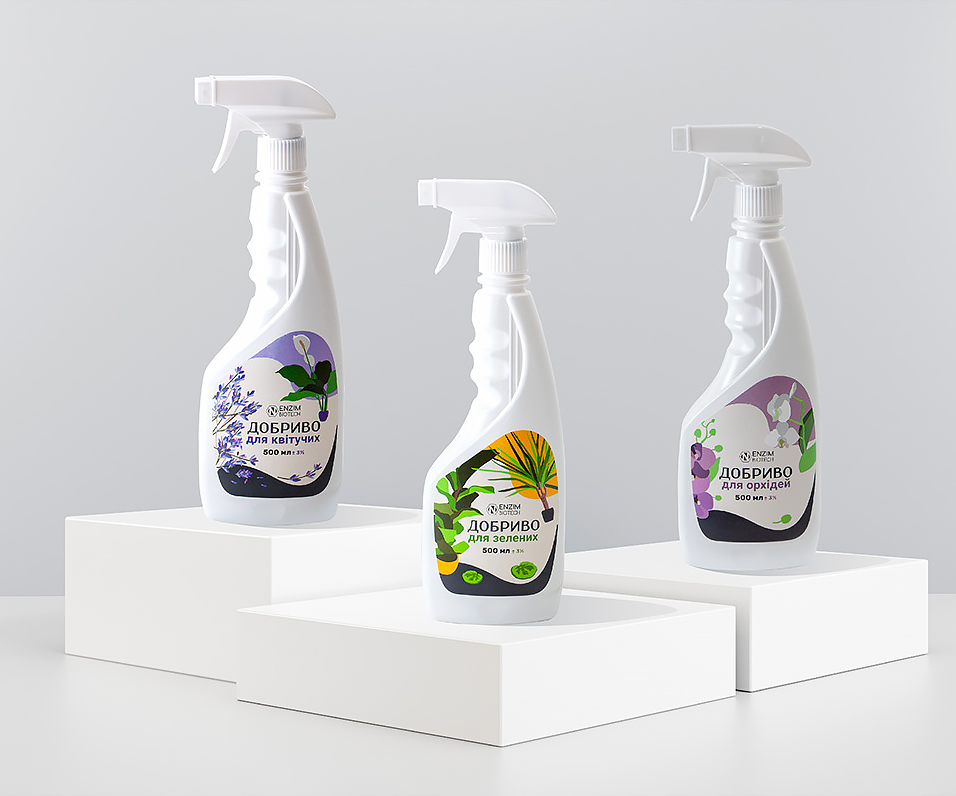 ENZIM
BIOTECH
ДОБРИВО
для квітучих
500 мл ± 3%
ENZIM
BIOTECH
ДОБРИВО
для зелених
500 мл ± 3%
ENZIM
BIOTECH
ДОБРИВО
для орхідей
500 мл ± 3%